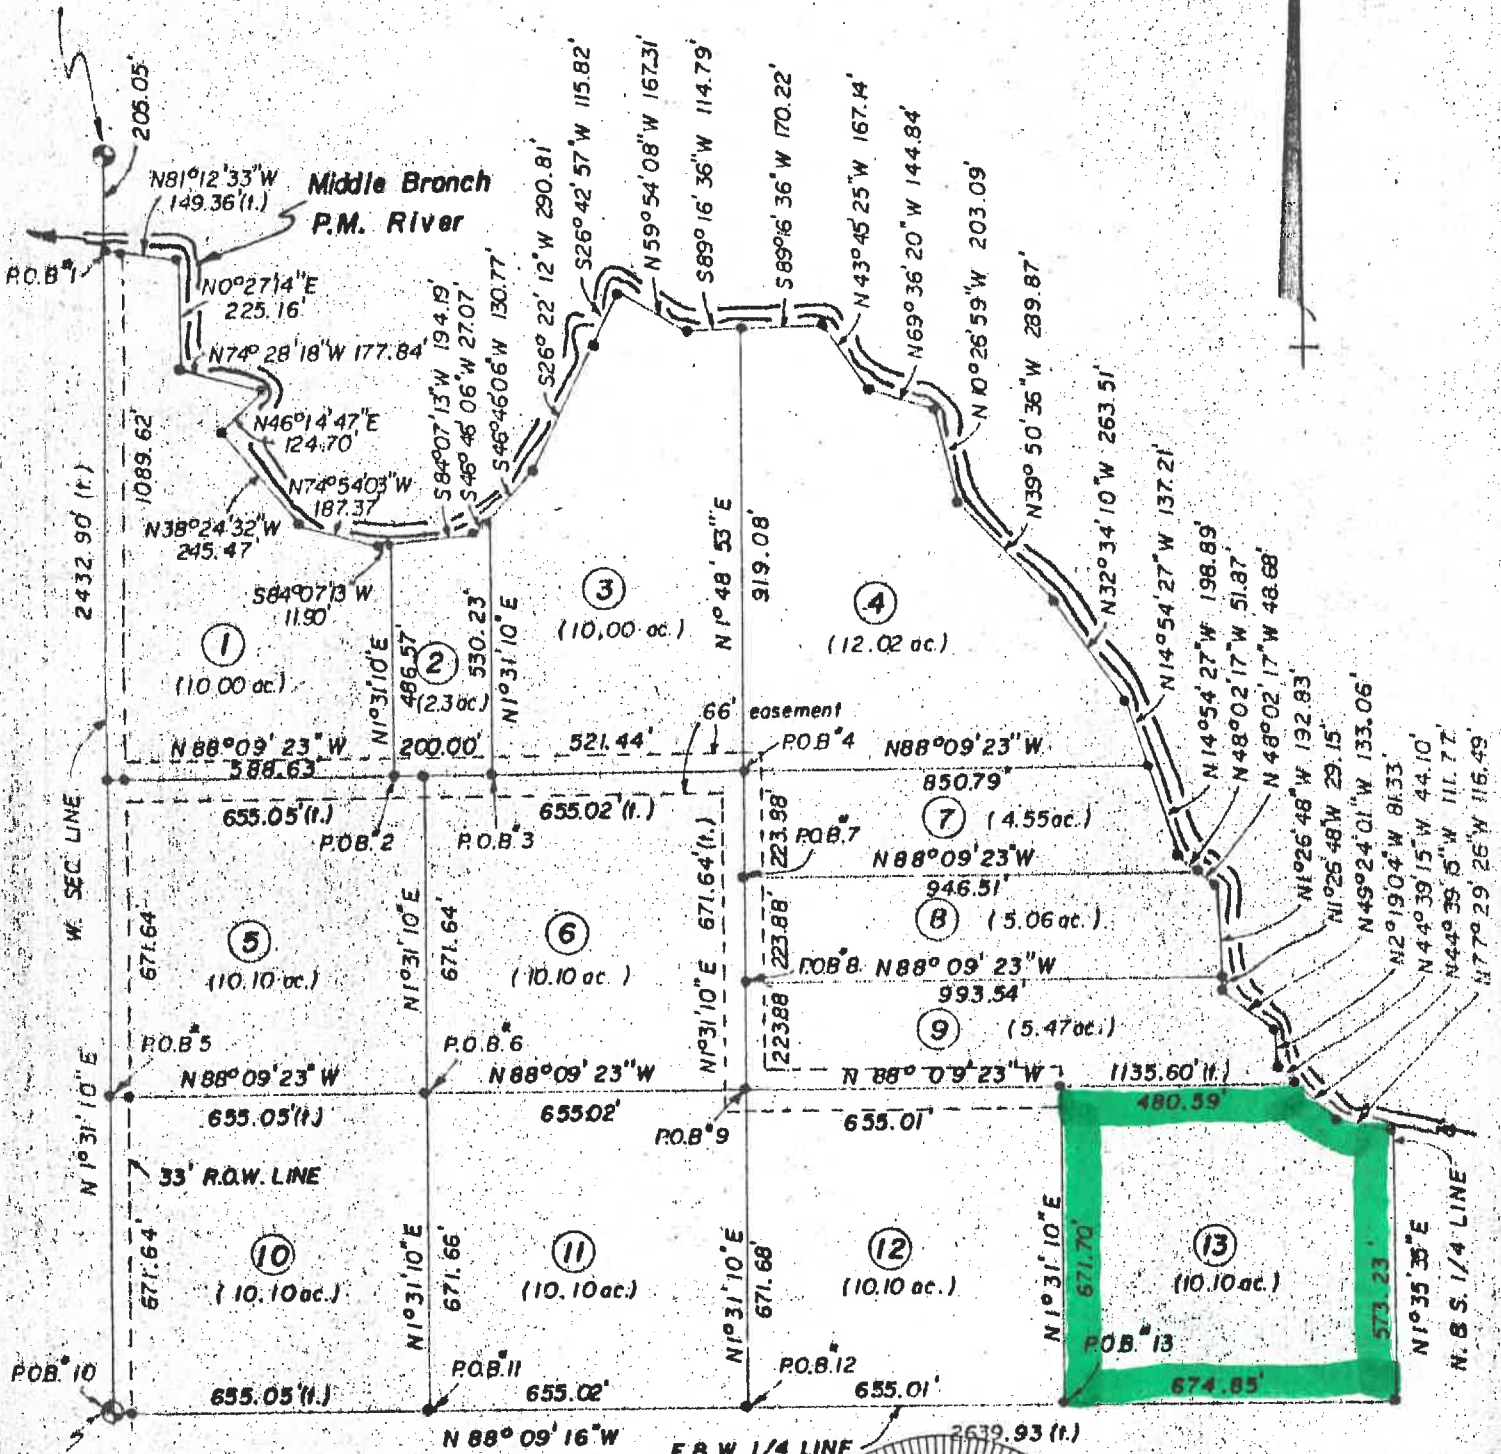 205.05'
N81°12'33"W
149.36'(t.)
Middle Branch
P.M. River
P.O.B.#1
N0°27'14"E
225.16'
N74°28'18"W 177.84'
N46°14'47"E
124.70'
N74°54'03"W
187.37'
N38°24'32"W
245.47'
S84°07'13"W
11.90'
S84°07'13"W 194.19'
S46°46'06"W 27.07'
S46°46'06"W 130.77'
S26°22'12"W 290.81'
S26°42'57"W 115.82'
N59°54'08"W 167.31'
S89°16'36"W 114.79'
S89°16'36"W 170.22'
N43°45'25"W 167.14'
N69°36'20"W 144.84'
N10°26'59"W 203.09'
N39°50'36"W 289.87'
N32°34'10"W 263.51'
N14°54'27"W 137.21'
N14°54'27"W 198.89'
N48°02'17"W 51.87'
N48°02'17"W 48.68'
N1°26'48"W 192.83'
N1°26'48"W 29.15'
N49°24'01"W 133.06'
N2°19'04"W 81.33'
N44°39'15"W 44.10'
N44°39'15"W 111.77'
N77°29'26"W 116.49'
2432.90' (t.)
1089.62'
W. SEC LINE
1
(10.00 ac.)
N1°31'10"E
486.57'
2
(2.3 ac.)
530.23'
N1°31'10"E
3
(10.00 ac.)
N1°48'53"E
919.08'
4
(12.02 ac.)
66' easement
N88°09'23"W
588.63'
200.00'
521.44'
P.O.B.#4
N88°09'23"W
850.79'
655.05'(t.)
P.O.B.#2
P.O.B.#3
655.02'(t.)
223.88'
P.O.B.#7
7
(4.55 ac.)
N88°09'23"W
946.51'
671.64'
5
(10.10 ac.)
N1°31'10"E
671.64'
6
(10.10 ac.)
N1°31'10"E 671.64'(t.)
223.88'
8
(5.06 ac.)
P.O.B.#8
N88°09'23"W
993.54'
223.88
9
(5.47 ac.)
P.O.B.#5
N88°09'23"W
655.05'(t.)
P.O.B.#6
N88°09'23"W
655.02'
P.O.B.#9
N88°09'23"W
1135.60'(t.)
655.01'
480.59'
N1°31'10"E
33' R.O.W. LINE
671.64'
10
(10.10 ac.)
N1°31'10"E
671.66'
11
(10.10 ac.)
N1°31'10"E
671.68'
12
(10.10 ac.)
N1°31'10"E
671.70'
13
(10.10 ac.)
573.23'
N1°35'35"E
N. & S. 1/4 LINE
P.O.B.#10
P.O.B.#11
P.O.B.#12
P.O.B.#13
655.05'(t.)
655.02'
655.01'
674.85'
N88°09'16"W
E. & W. 1/4 LINE
2639.93 (t.)